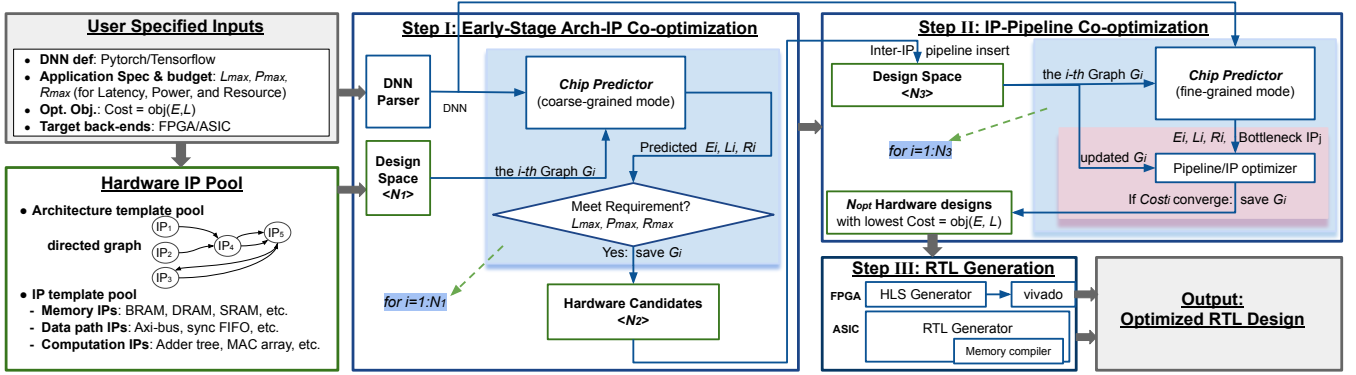 User Specified Inputs
• DNN def: Pytorch/Tensorflow
• Application Spec & budget: Lmax, Pmax,
Rmax (for Latency, Power, and Resource)
• Opt. Obj.: Cost = obj(E,L)
• Target back-ends: FPGA/ASIC
Hardware IP Pool
● Architecture template pool
directed graph
IP1
IP2
IP3
IP4
IP5
● IP template pool
- Memory IPs: BRAM, DRAM, SRAM, etc.
- Data path IPs: Axi-bus, sync FIFO, etc.
- Computation IPs: Adder tree, MAC array, etc.
Step I: Early-Stage Arch-IP Co-optimization
DNN
Parser
DNN
Design
Space
<N1>
Chip Predictor
(coarse-grained mode)
the i-th Graph Gi
Predicted Ei, Li, Ri
Meet Requirement?
Lmax, Pmax, Rmax
Yes: save Gi
for i=1:N1
Hardware Candidates
<N2>
Step II: IP-Pipeline Co-optimization
Inter-IP pipeline insert
Design Space
<N3>
the i-th Graph Gi
Chip Predictor
(fine-grained mode)
for i=1:N3
Ei, Li, Ri, Bottleneck IPj
updated Gi
Pipeline/IP optimizer
If Costi converge: save Gi
Nopt Hardware designs
with lowest Cost = obj(E, L)
Step III: RTL Generation
FPGA
HLS Generator
vivado
ASIC
RTL Generator
Memory compiler
Output:
Optimized RTL Design